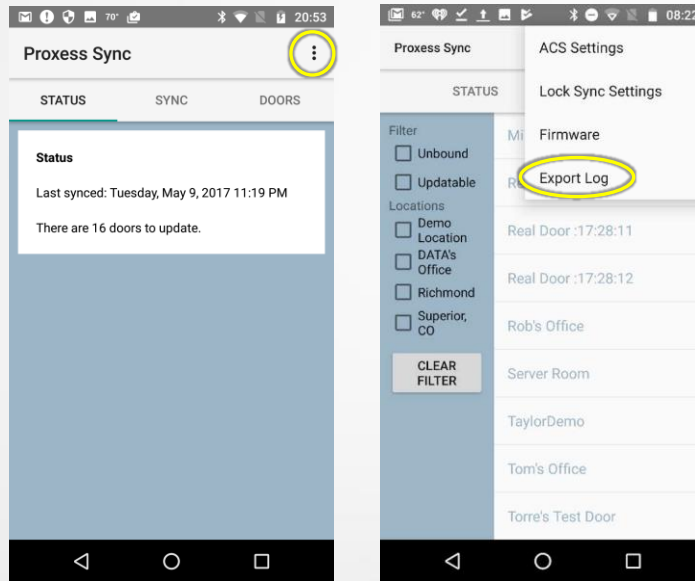 70°
20:53
Proxess Sync
STATUS
SYNC
DOORS
Status
Last synced: Tuesday, May 9, 2017 11:19 PM
There are 16 doors to update.
62°
08:22
Proxess Sync
ACS Settings
Lock Sync Settings
Firmware
Export Log
STATUS
Filter
Unbound
Updatable
Locations
Demo
Location
DATA's
Office
Richmond
Superior,
CO
CLEAR
FILTER
Mi
Real Door :17:28:11
Real Door :17:28:12
Rob's Office
Server Room
TaylorDemo
Tom's Office
Torre's Test Door